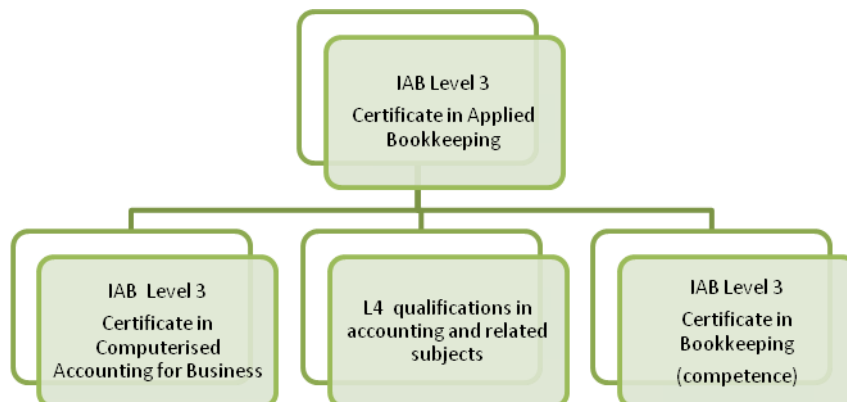 IAB Level 3
Certificate in Applied
Bookkeeping
IAB Level 3
Certificate in
Computerised
Accounting for Business
L4 qualifications in
accounting and related
subjects
IAB Level 3
Certificate in
Bookkeeping
(competence)